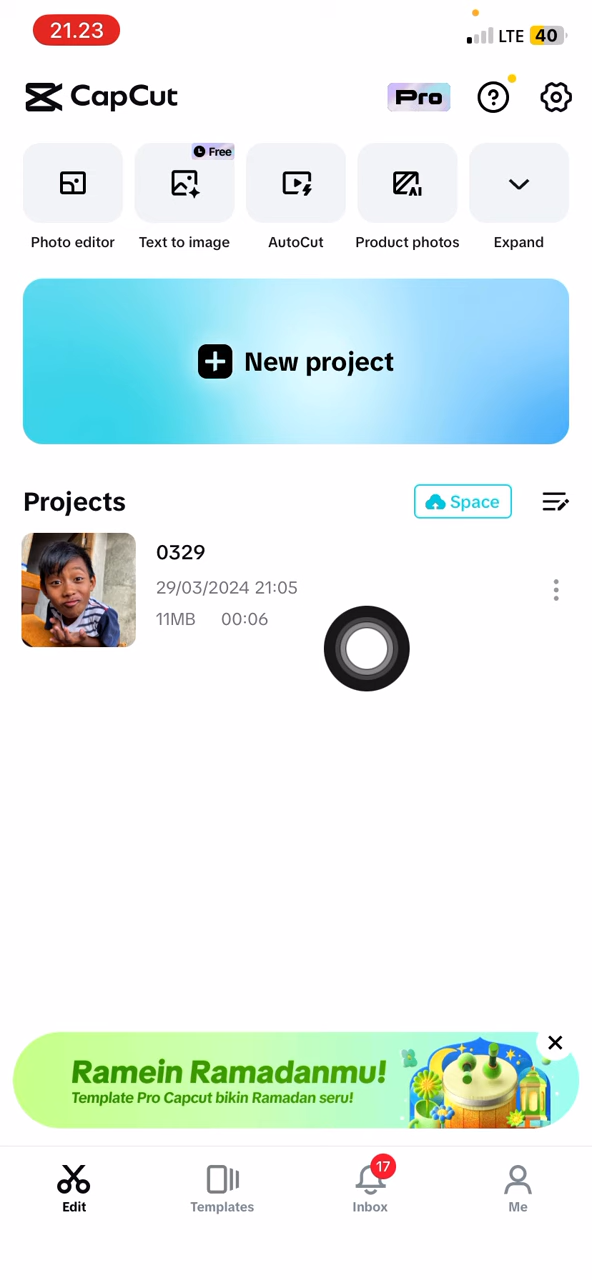 21.23
LTE 40
CapCut
Pro
Free
Photo editor
Text to image
AutoCut
Product photos
AI
Expand
New project
Projects
Space
0329
29/03/2024 21:05
11MB 00:06
Ramein Ramadanmu!
Template Pro Capcut bikin Ramadan seru!
17
Edit
Templates
Inbox
Me